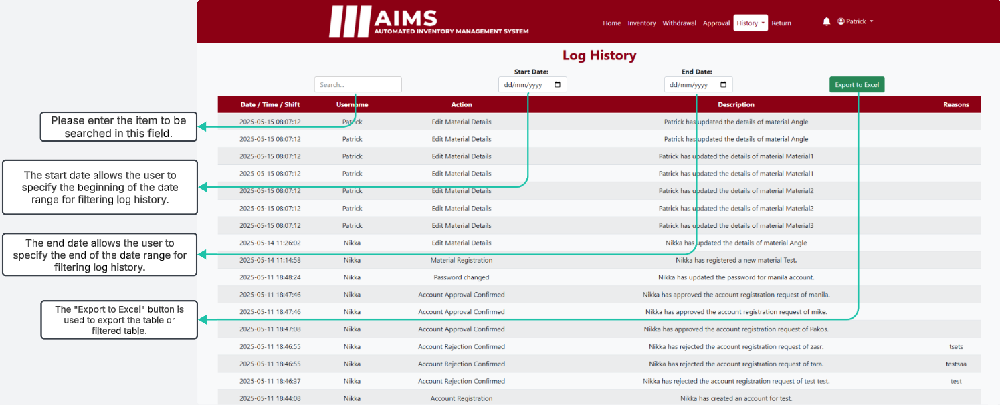 AIMS
AUTOMATED INVENTORY MANAGEMENT SYSTEM
Home Inventory Withdrawal Approval History Return Patrick
Log History
Start Date: End Date:
Search... dd/mm/yyyy dd/mm/yyyy Export to Excel
Date / Time / Shift Username Action Description Reasons
2025-05-15 08:07:12 Patrick Edit Material Details Patrick has updated the details of material Angle
2025-05-15 08:07:12 Patrick Edit Material Details Patrick has updated the details of material Angle
2025-05-15 08:07:12 Patrick Edit Material Details Patrick has updated the details of material Material1
2025-05-15 08:07:12 Patrick Edit Material Details Patrick has updated the details of material Material1
2025-05-15 08:07:12 Patrick Edit Material Details Patrick has updated the details of material Material2
2025-05-15 08:07:12 Patrick Edit Material Details Patrick has updated the details of material Material2
2025-05-15 08:07:12 Patrick Edit Material Details Patrick has updated the details of material Material3
2025-05-14 11:26:02 Nikka Edit Material Details Nikka has updated the details of material Angle
2025-05-14 11:14:58 Nikka Material Registration Nikka has registered a new material Test.
2025-05-11 18:48:24 Nikka Password changed Nikka has updated the password for manila account.
2025-05-11 18:47:46 Nikka Account Approval Confirmed Nikka has approved the account registration request of manila.
2025-05-11 18:47:46 Nikka Account Approval Confirmed Nikka has approved the account registration request of mike.
2025-05-11 18:47:08 Nikka Account Approval Confirmed Nikka has approved the account registration request of Pakos.
2025-05-11 18:46:55 Nikka Account Rejection Confirmed Nikka has rejected the account registration request of zasr. tsets
2025-05-11 18:46:55 Nikka Account Rejection Confirmed Nikka has rejected the account registration request of tara. testsaa
2025-05-11 18:46:37 Nikka Account Rejection Confirmed Nikka has rejected the account registration request of test test. test
2025-05-11 18:44:08 Nikka Account Registration Nikka has created an account for test.
Please enter the item to be
searched in this field.
The start date allows the user to
specify the beginning of the date
range for filtering log history.
The end date allows the user to
specify the end of the date range for
filtering log history.
The "Export to Excel" button is
used to export the table or
filtered table.